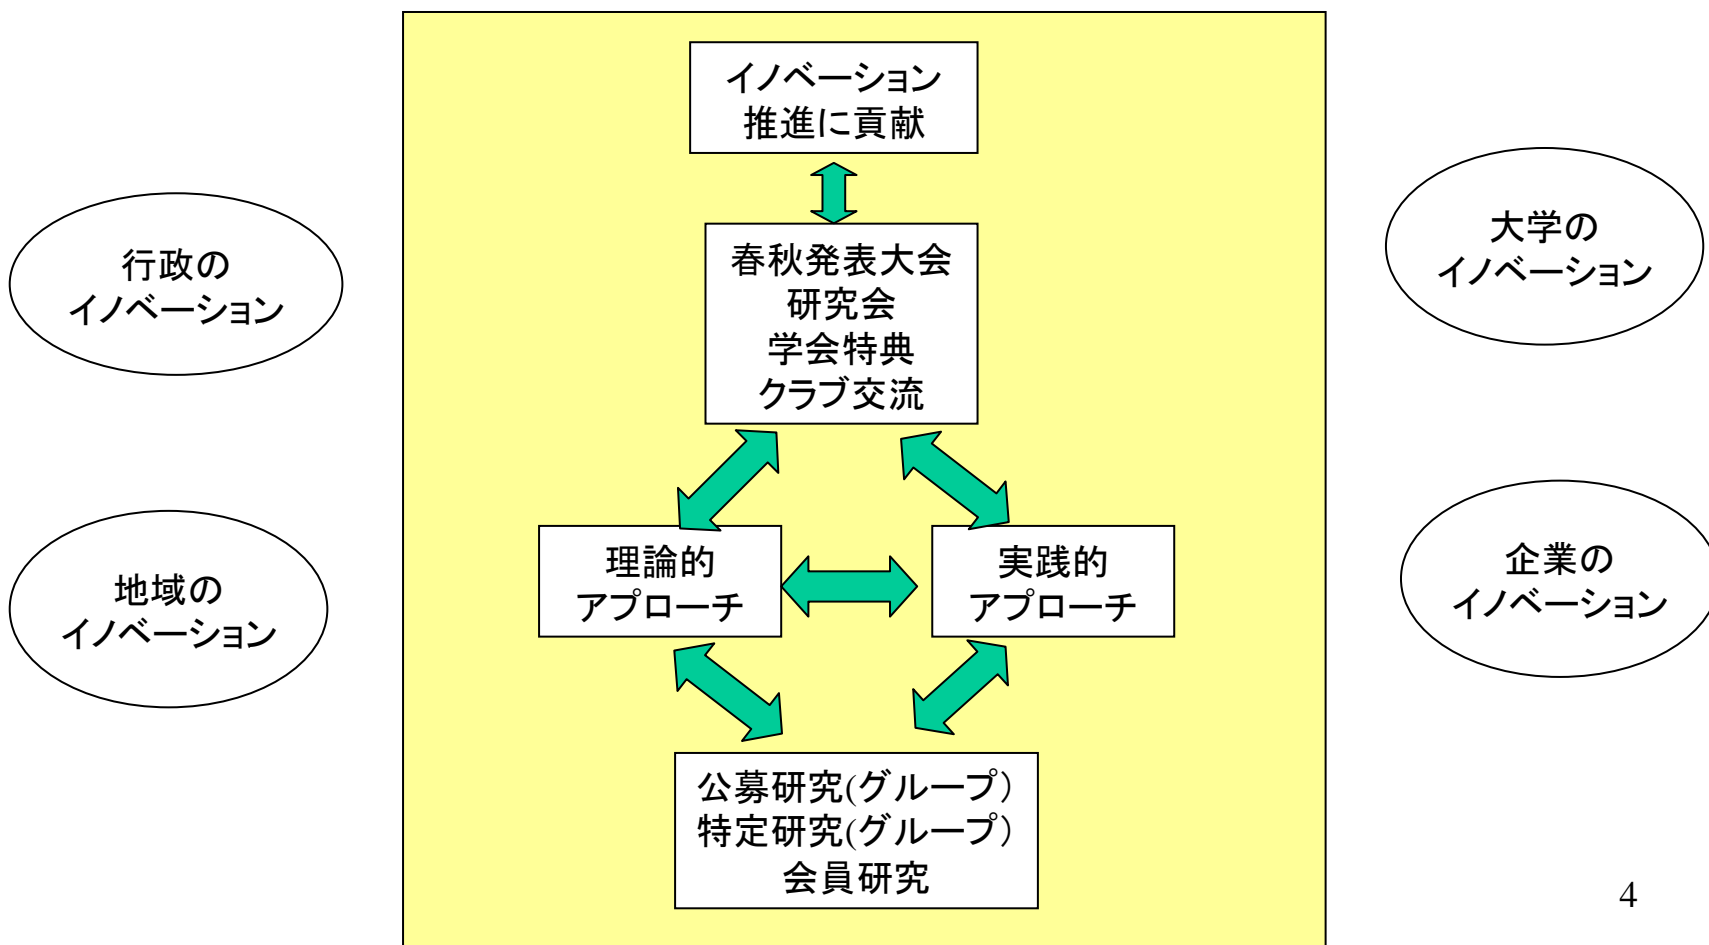 イノベーション
推進に貢献
行政の
イノベーション
大学の
イノベーション
春秋発表大会
研究会
学会特典
クラブ交流
地域の
イノベーション
理論的
アプローチ
実践的
アプローチ
企業の
イノベーション
公募研究(グループ）
特定研究(グループ）
会員研究
4